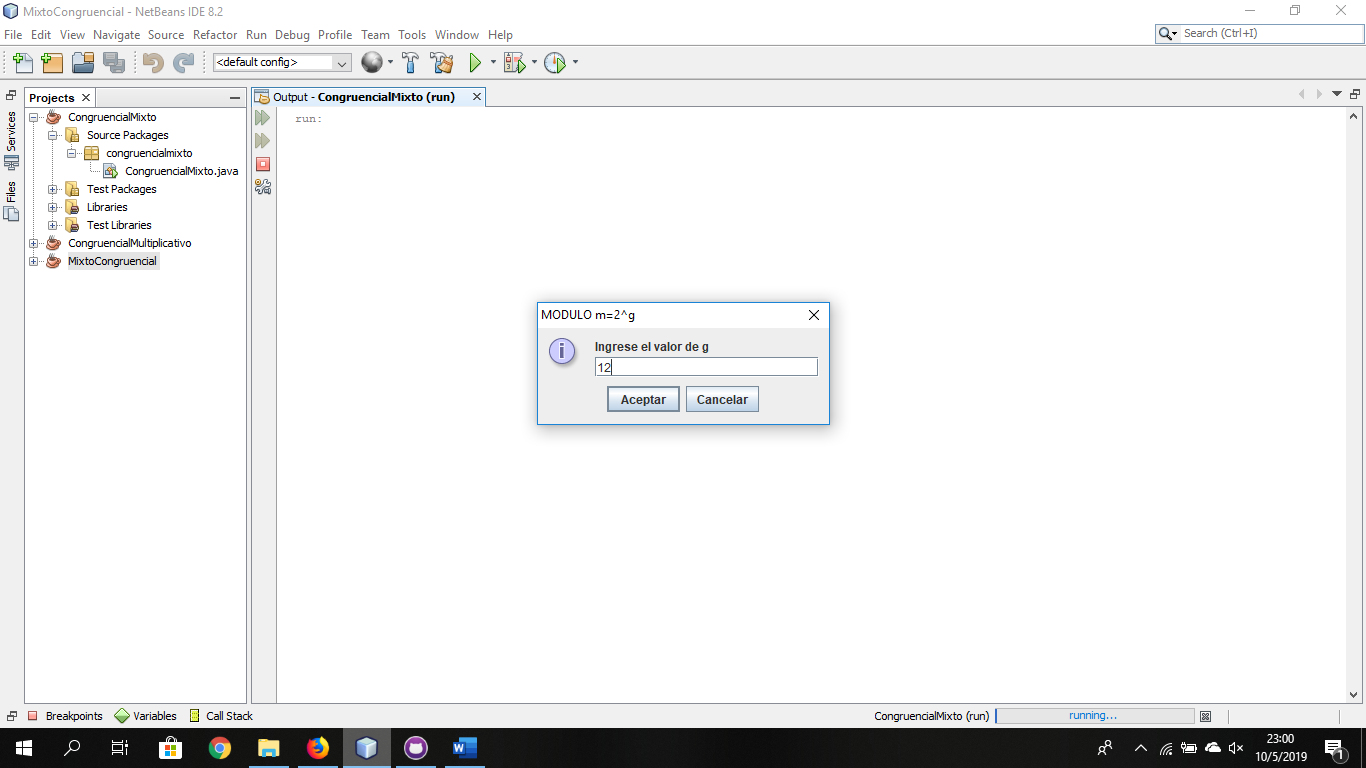 MixtoCongruencial - NetBeans IDE 8.2
File Edit View Navigate Source Refactor Run Debug Profile Team Tools Window Help
Search (Ctrl+I)
<default config>
Projects
Output - CongruencialMixto (run)
Services
Files
CongruencialMixto
Source Packages
congruencialmixto
CongruencialMixto.java
Test Packages
Libraries
Test Libraries
CongruencialMultiplicativo
MixtoCongruencial
run:
MODULO m=2^g
Ingrese el valor de g
12
Aceptar Cancelar
Breakpoints Variables Call Stack
CongruencialMixto (run) running...
23:00
10/5/2019
1